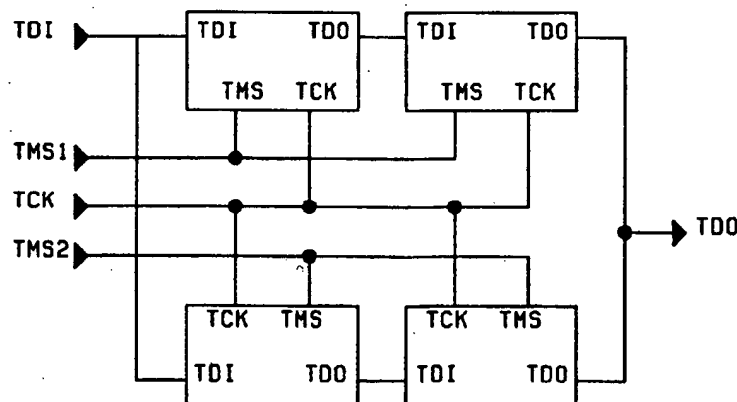 TDI
TDI TDO
TDI TDO
TMS TCK
TMS TCK
TMS1
TCK
TMS2
TDO
TCK TMS
TCK TMS
TDI TDO
TDI TDO